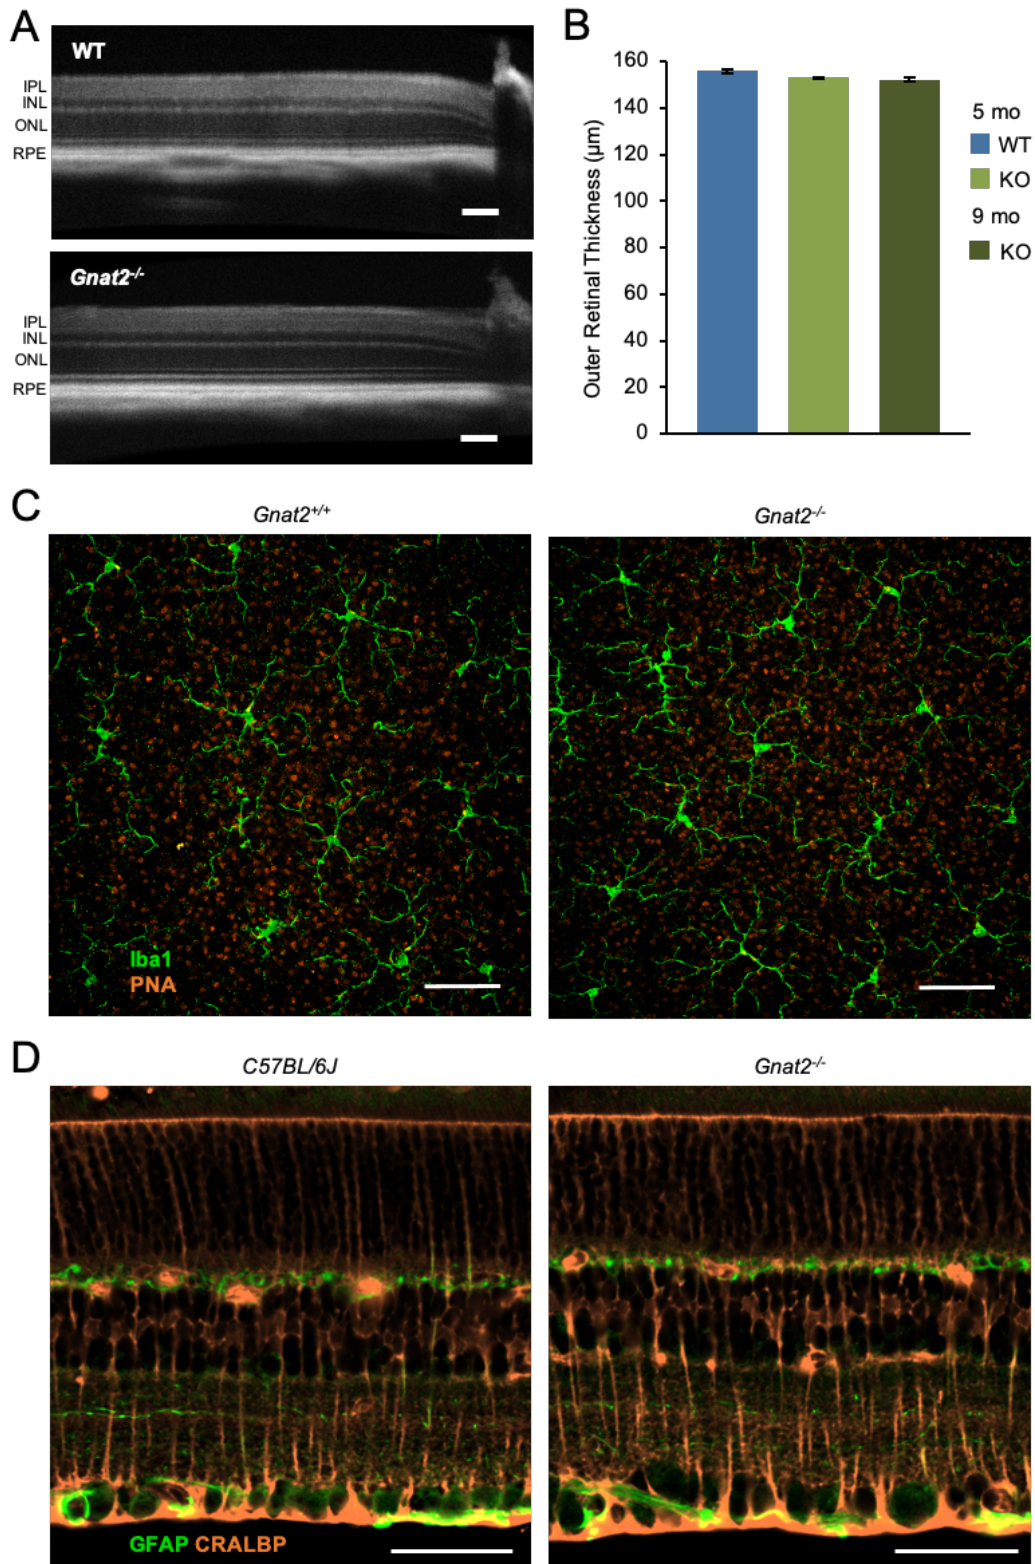 A
WT
IPL
INL
ONL
RPE
Gnat2-/-
IPL
INL
ONL
RPE
B
160
140
120
100
80
60
40
20
0
Outer Retinal Thickness (µm)
5 mo
WT
KO
9 mo
KO
C
Gnat2+/+
Gnat2-/-
Iba1
PNA
D
C57BL/6J
Gnat2-/-
GFAP CRALBP